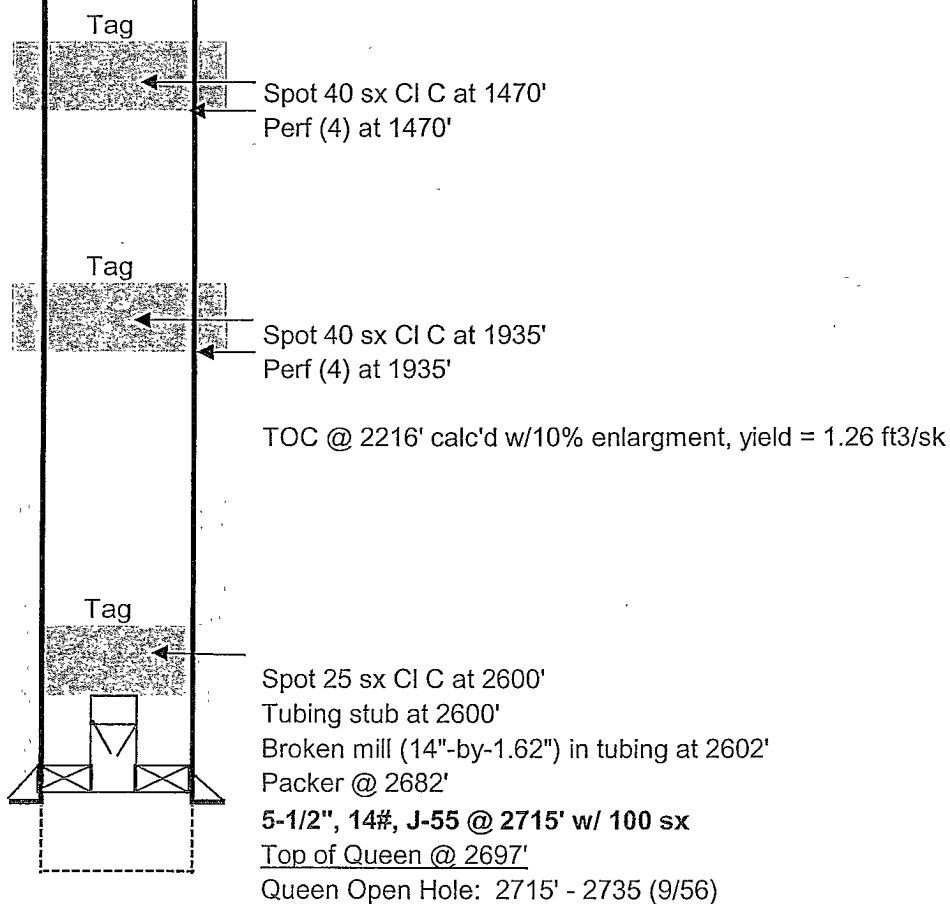 Tag
Spot 40 sx Cl C at 1470'
Perf (4) at 1470'
Tag
Spot 40 sx Cl C at 1935'
Perf (4) at 1935'
TOC @ 2216' calc'd w/10% enlargment, yield = 1.26 ft3/sk
Tag
Spot 25 sx Cl C at 2600'
Tubing stub at 2600'
Broken mill (14"-by-1.62") in tubing at 2602'
Packer @ 2682'
5-1/2", 14#, J-55 @ 2715' w/ 100 sx
Top of Queen @ 2697'
Queen Open Hole: 2715' - 2735 (9/56)